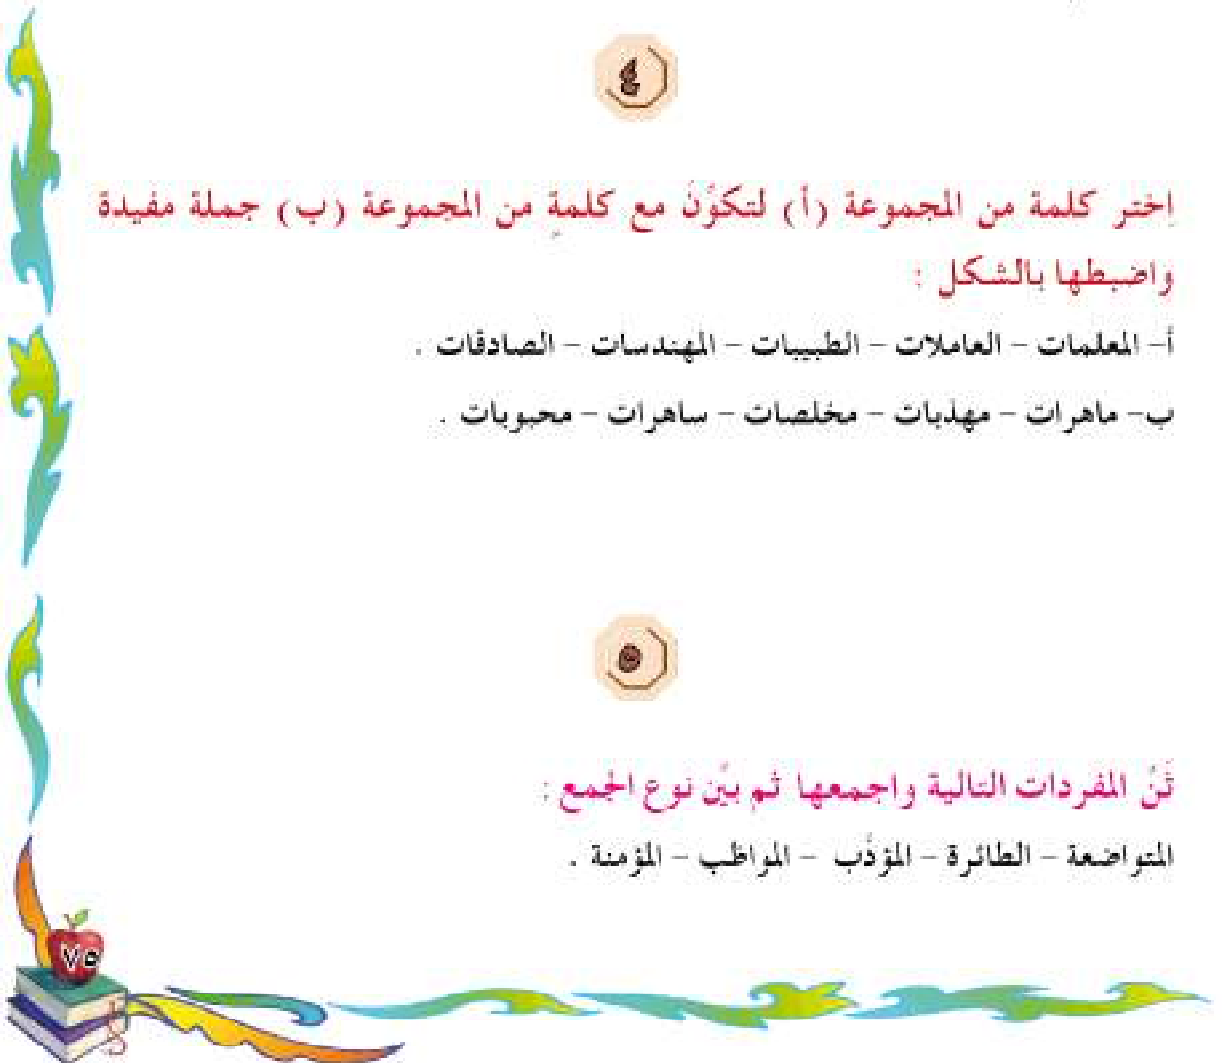 ٤
اِختر كلمة من المجموعة (أ) لتكوِّنَ مع كلمةٍ من المجموعة (ب) جملة مفيدة
واضبطها بالشكل :
أ- المعلمات - العاملات - الطبيبات - المهندسات - الصادقات .
ب- ماهرات - مهذبات - مخلصات - ساهرات - محبوبات .
٥
ثَنِّ المفردات التالية واجمعها ثم بيِّن نوع الجمع :
المتواضعة - الطائرة - المؤدَّب - المواظب - المؤمنة .
٧٥